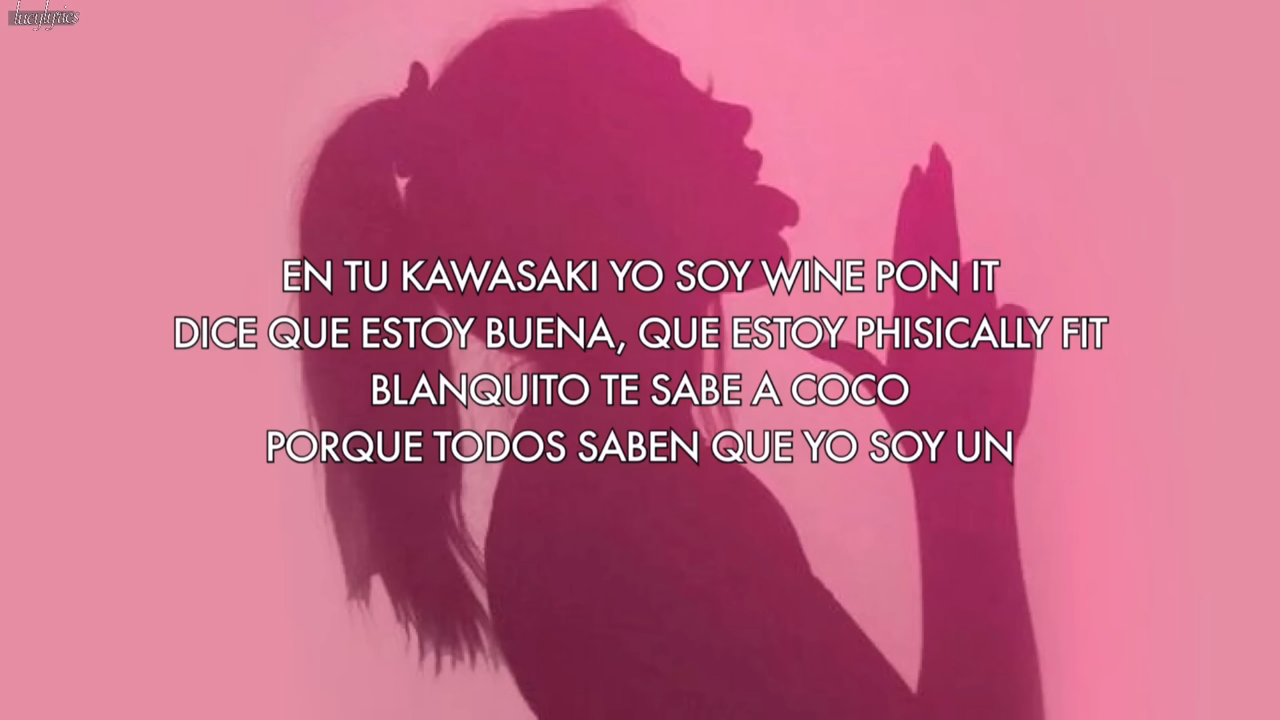 lucylyrics
EN TU KAWASAKI YO SOY WINE PON IT
DICE QUE ESTOY BUENA, QUE ESTOY PHISICALLY FIT
BLANQUITO TE SABE A COCO
PORQUE TODOS SABEN QUE YO SOY UN